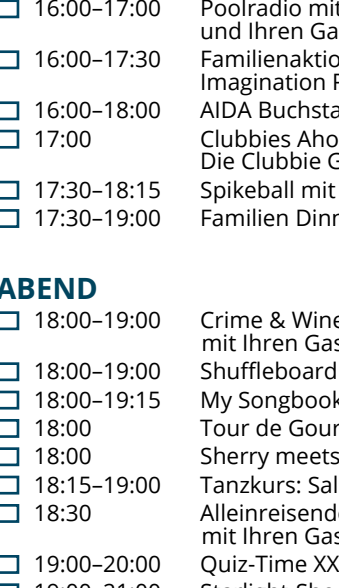 16:00–17:00 Poolradio mit
und Ihren Ga
16:00–17:30 Familienaktio
Imagination
16:00–18:00 AIDA Buchsta
17:00 Clubbies Aho
Die Clubbie G
17:30–18:15 Spikeball mit
17:30–19:00 Familien Dinn
ABEND
18:00–19:00 Crime & Wine
mit Ihren Gas
18:00–19:00 Shuffleboard
18:00–19:15 My Songbook
18:00 Tour de Gour
18:00 Sherry meets
18:15–19:00 Tanzkurs: Sal
18:30 Alleinreisende
mit Ihren Gas
19:00–20:00 Quiz-Time XX